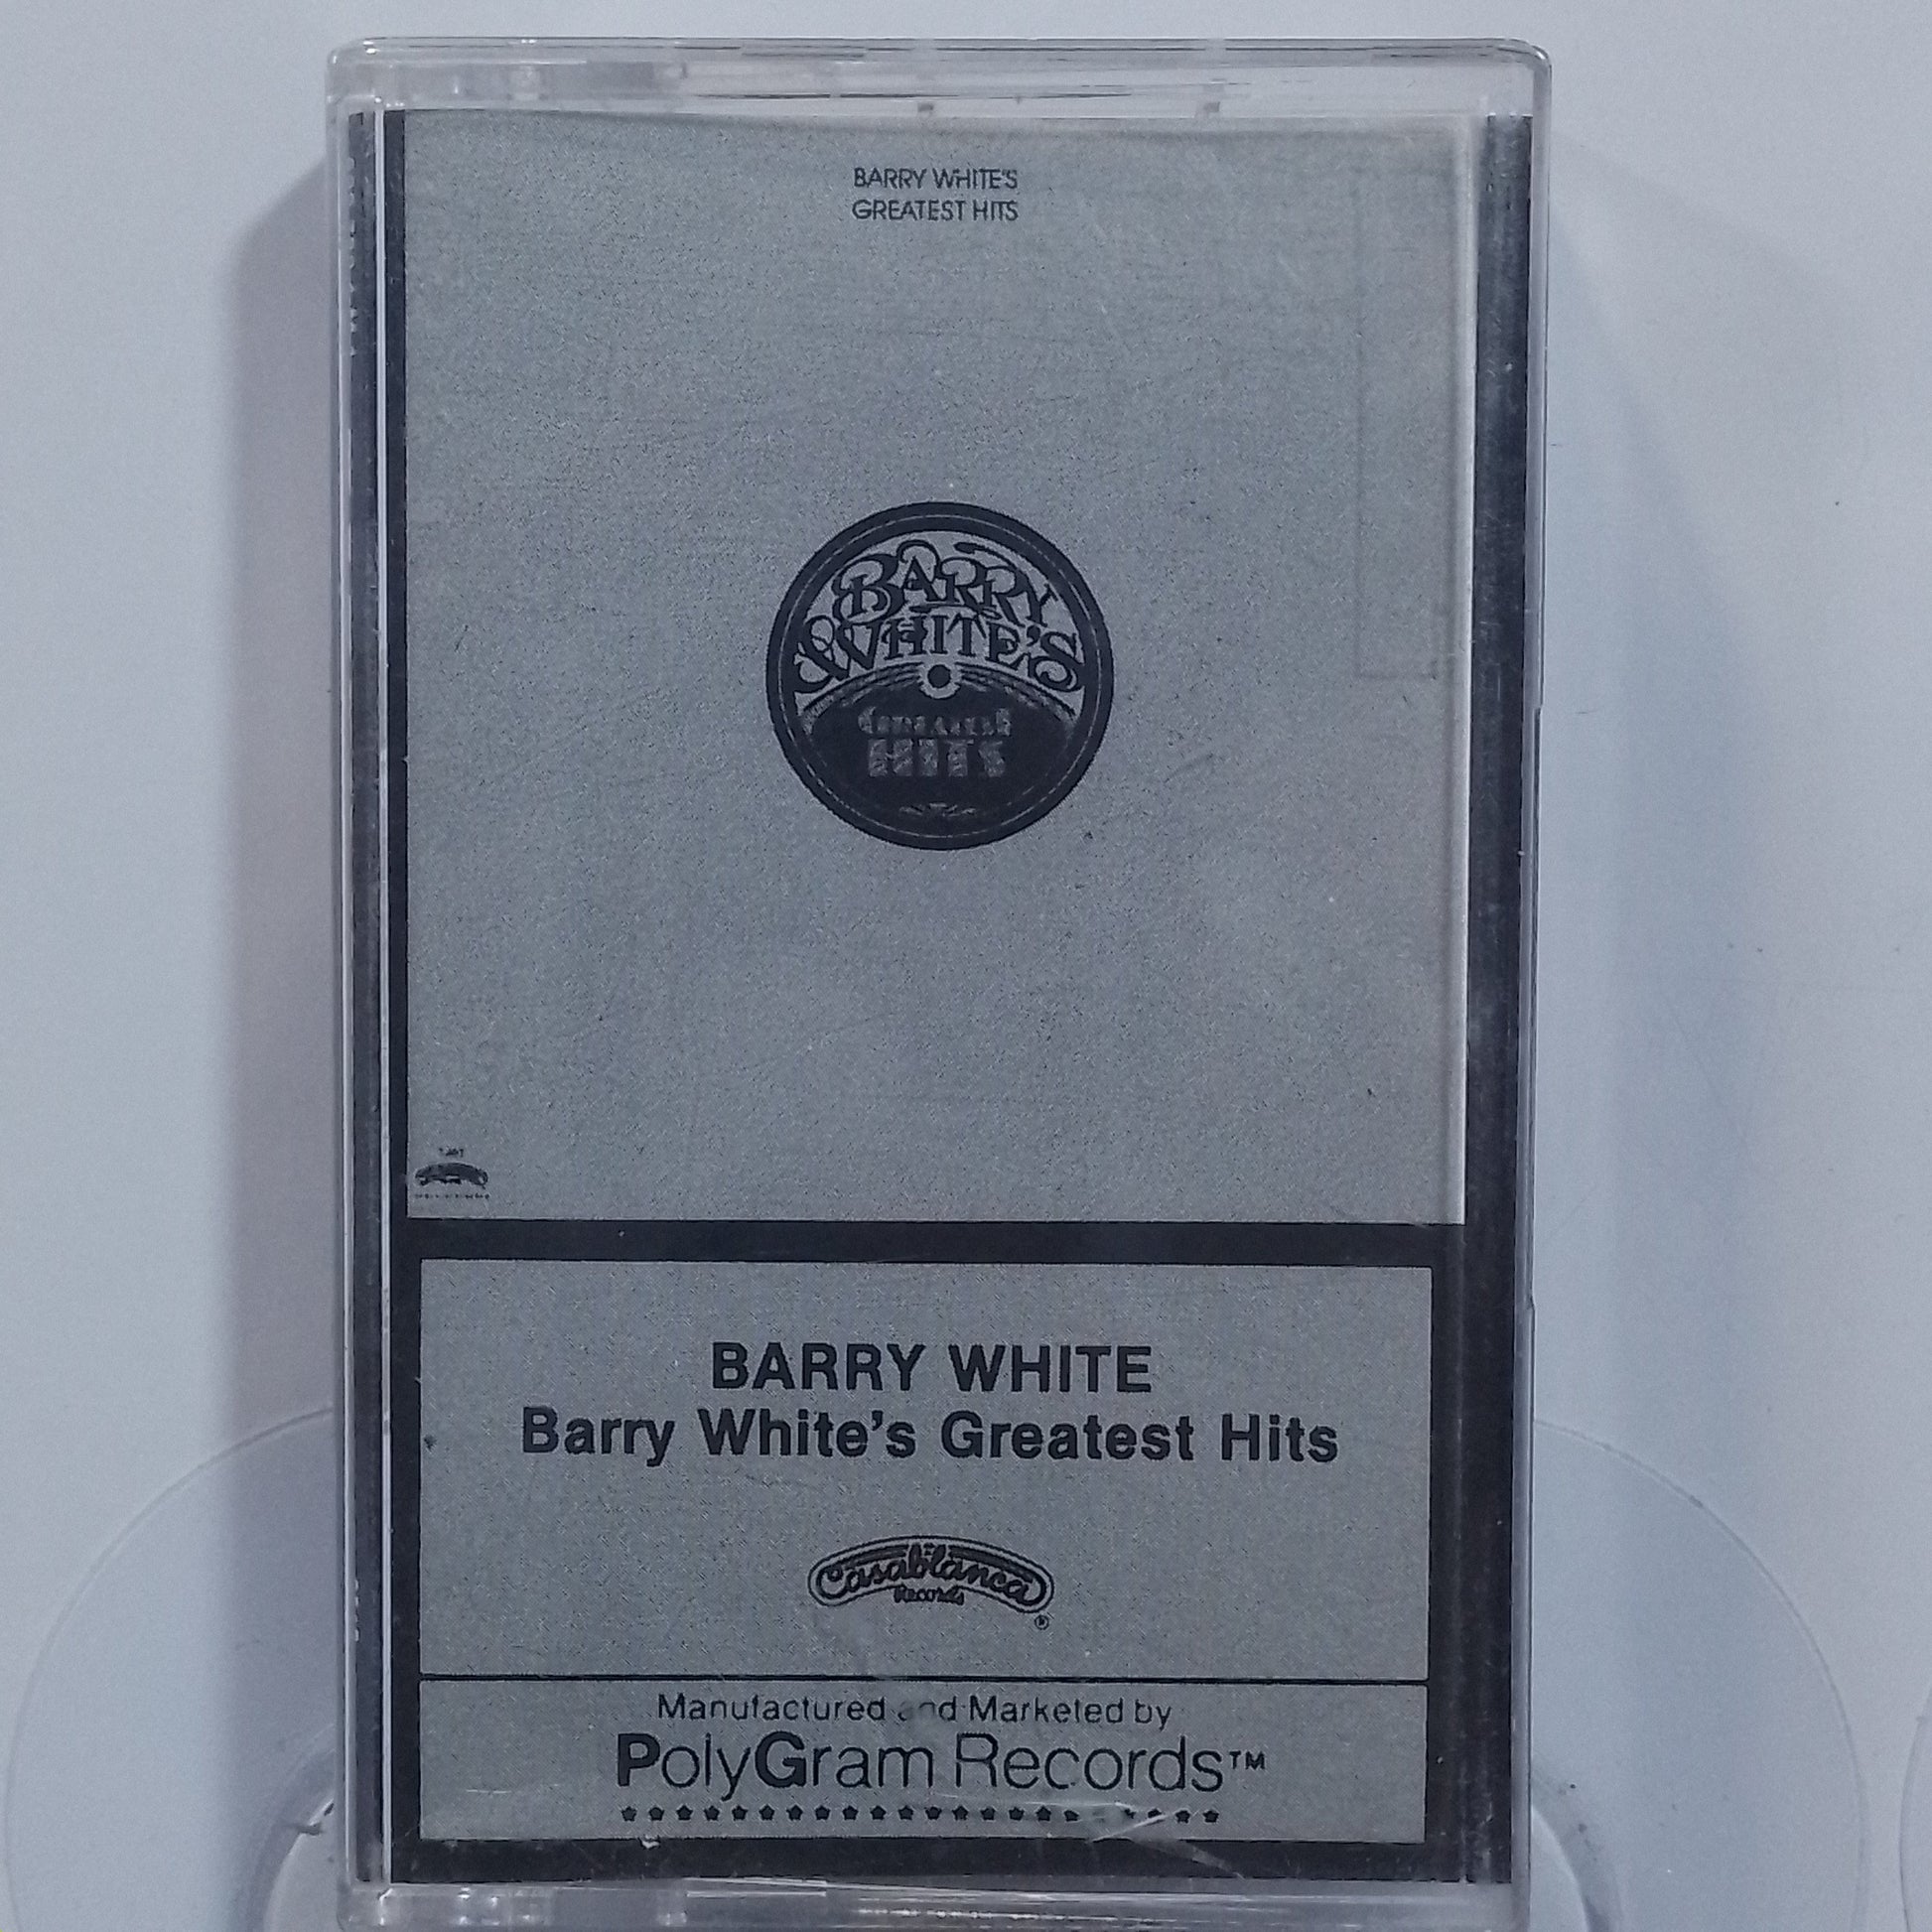 BARRY WHITE'S
GREATEST HITS
BARRY
WHITE'S
GREATEST
HITS
BARRY WHITE
Barry White's Greatest Hits
Casablanca
Records
®
Manufactured and Marketed by
PolyGram Records™